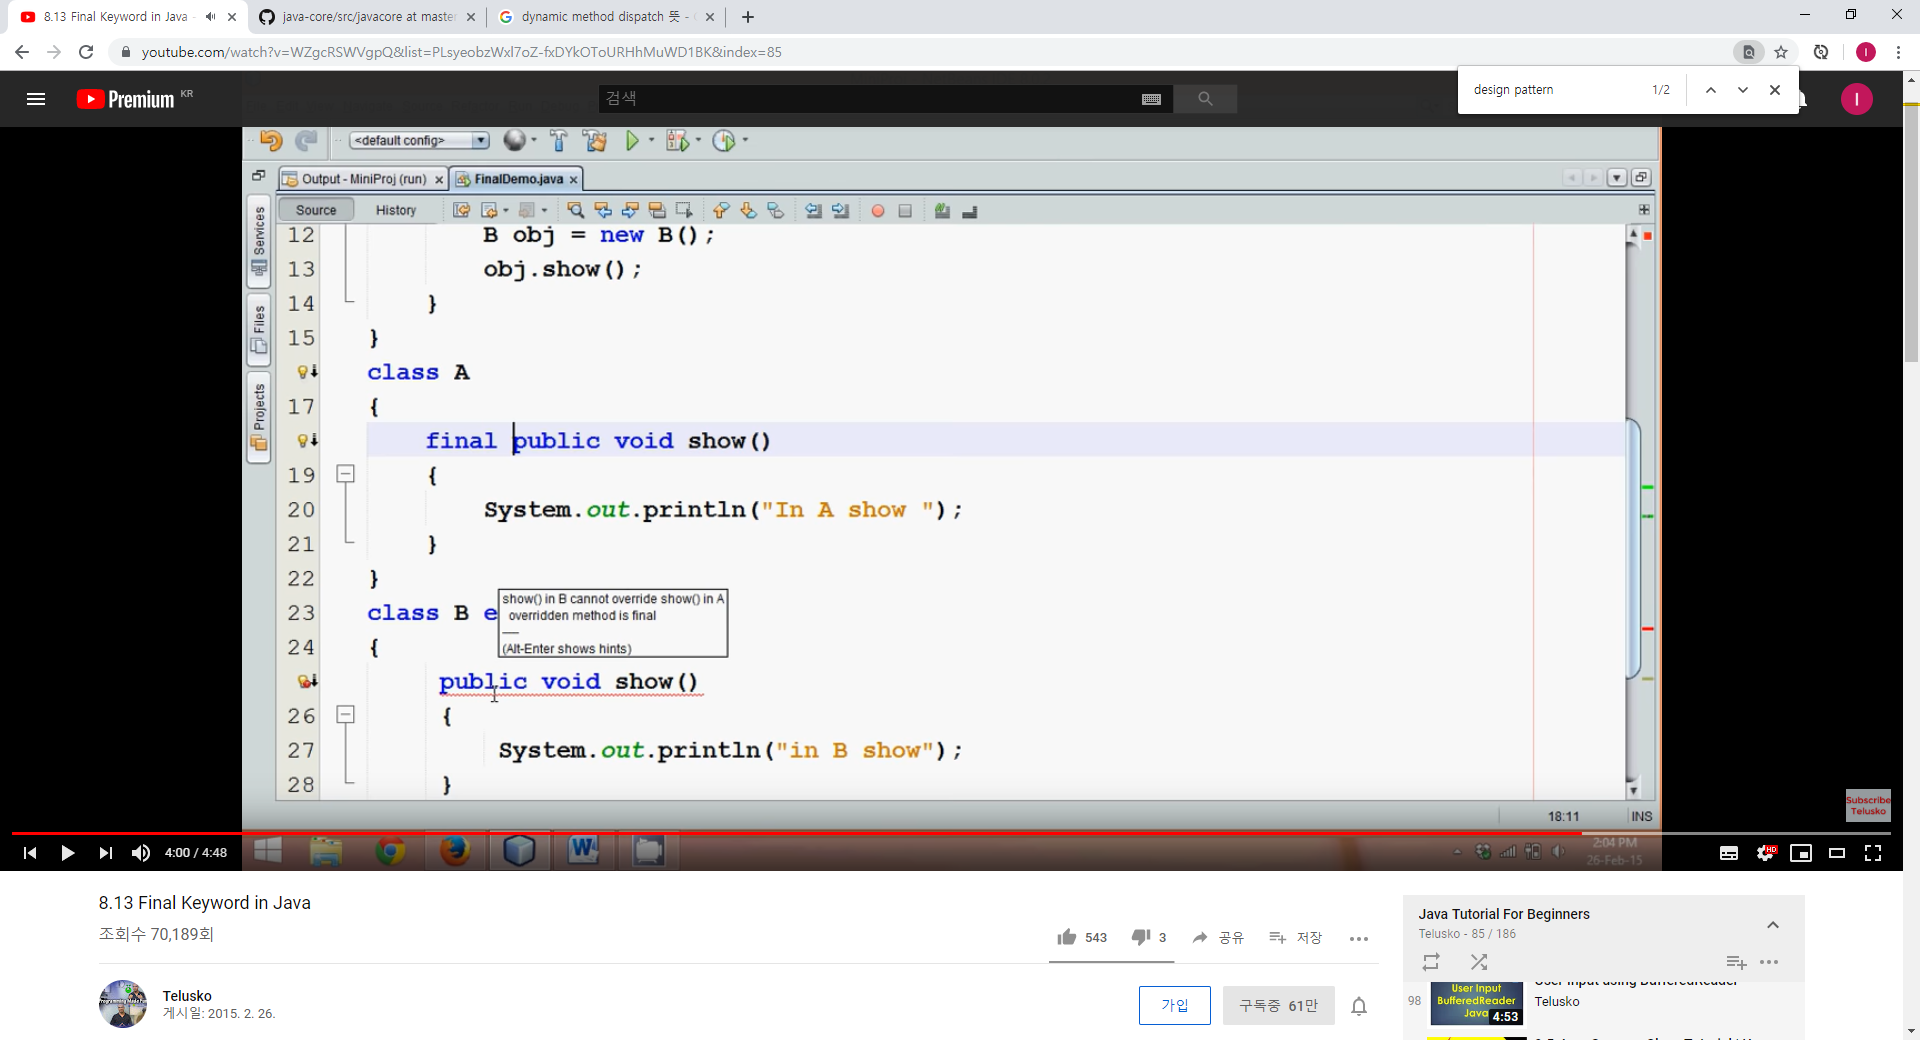 8.13 Final Keyword in Java
java-core/src/javacore at master
dynamic method dispatch 뜻 -
youtube.com/watch?v=WZgcRSWVgpQ&list=PLsyeobzWxl7oZ-fxDYkOToURHhMuWD1BK&index=85
I
design pattern 1/2
Premium KR
검색
I
<default config>
Output - MiniProj (run) FinalDemo.java
Source History
Services
Files
Projects
12 B obj = new B();
13 obj.show();
14 }
15 }
class A
17 {
final public void show()
19 {
20 System.out.println("In A show ");
21 }
22 }
23 class B e
show() in B cannot override show() in A
overridden method is final
(Alt-Enter shows hints)
24 {
public void show()
26 {
27 System.out.println("in B show");
28 }
18:11 INS
Subscribe
Telusko
4:00 / 4:48
HD
2:04 PM
26-Feb-15
8.13 Final Keyword in Java
조회수 70,189회
543 3 공유 저장
Telusko
게시일: 2015. 2. 26.
가입 구독중 61만
Java Tutorial For Beginners
Telusko - 85 / 186
98
User Input
BufferedReader
Java 4:53
User Input using BufferedReader
Telusko